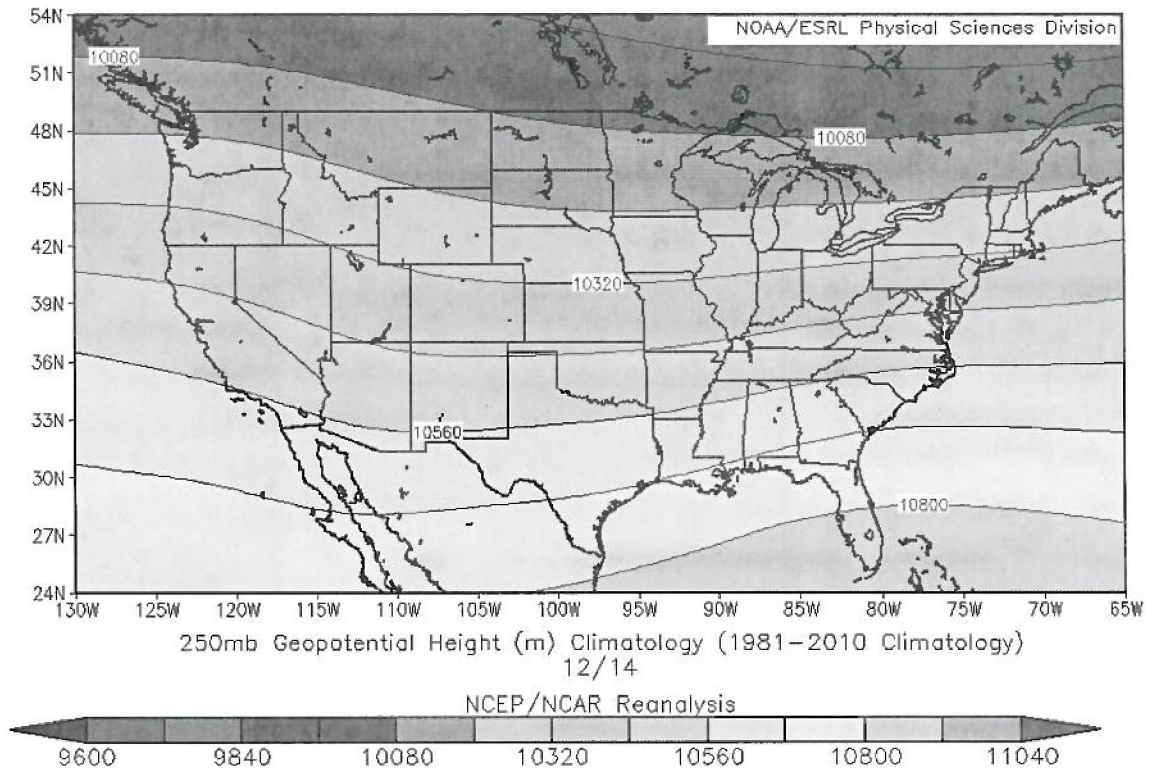 54N
NOAA/ESRL Physical Sciences Division
10080
51N
48N
10080
45N
42N
10320
39N
36N
33N
10560
30N
10800
27N
24N
130W 125W 120W 115W 110W 105W 100W 95W 90W 85W 80W 75W 70W 65W
250mb Geopotential Height (m) Climatology (1981-2010 Climatology)
12/14
NCEP/NCAR Reanalysis
9600 9840 10080 10320 10560 10800 11040